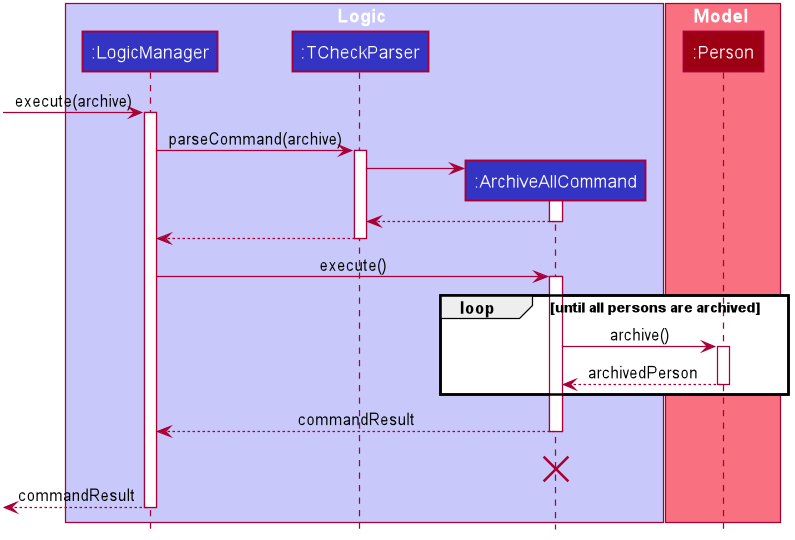 Logic
Model
:LogicManager
:TCheckParser
:Person
execute(archive)
parseCommand(archive)
:ArchiveAllCommand
execute()
loop
[until all persons are archived]
archive()
archivedPerson
commandResult
commandResult